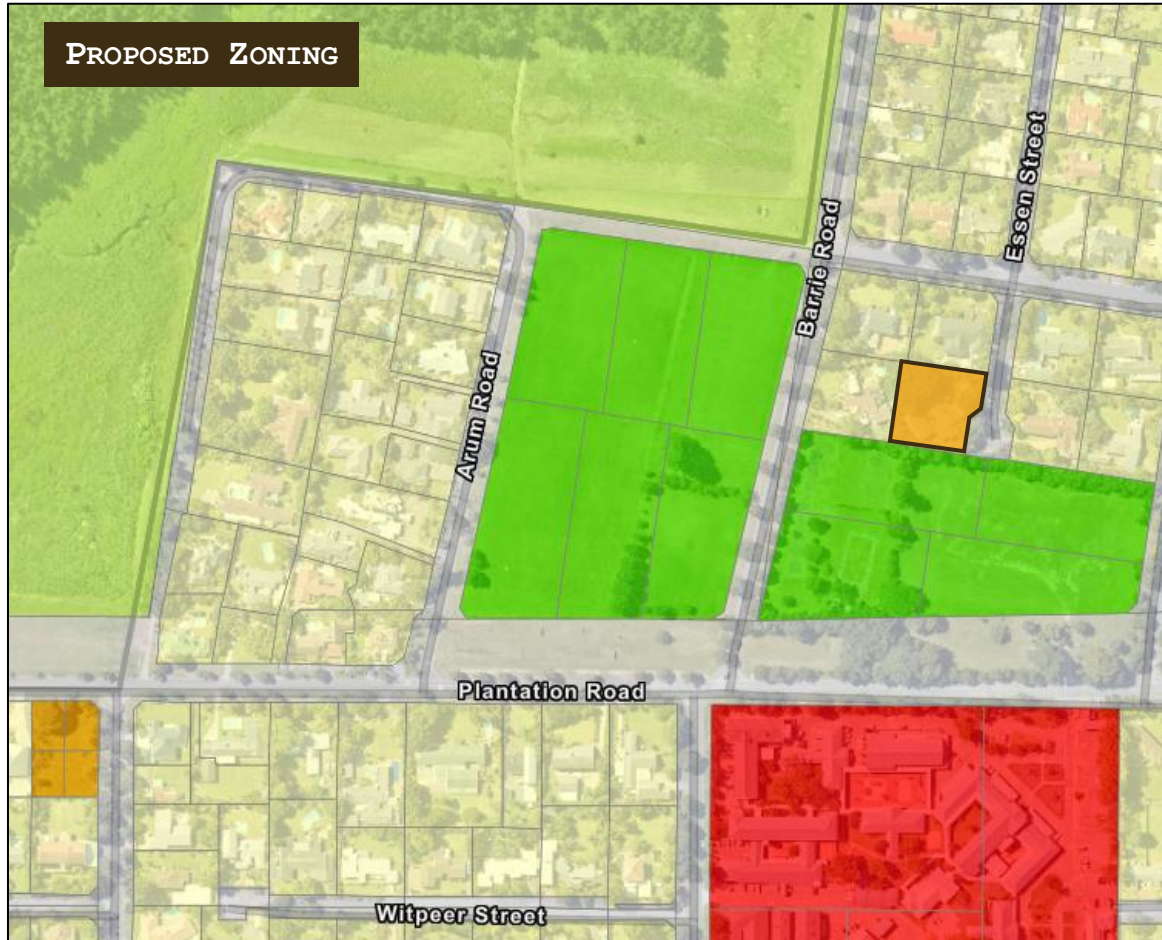 PROPOSED ZONING
Essen Street
Barrie Road
Arum Road
Plantation Road
Witpeer Street